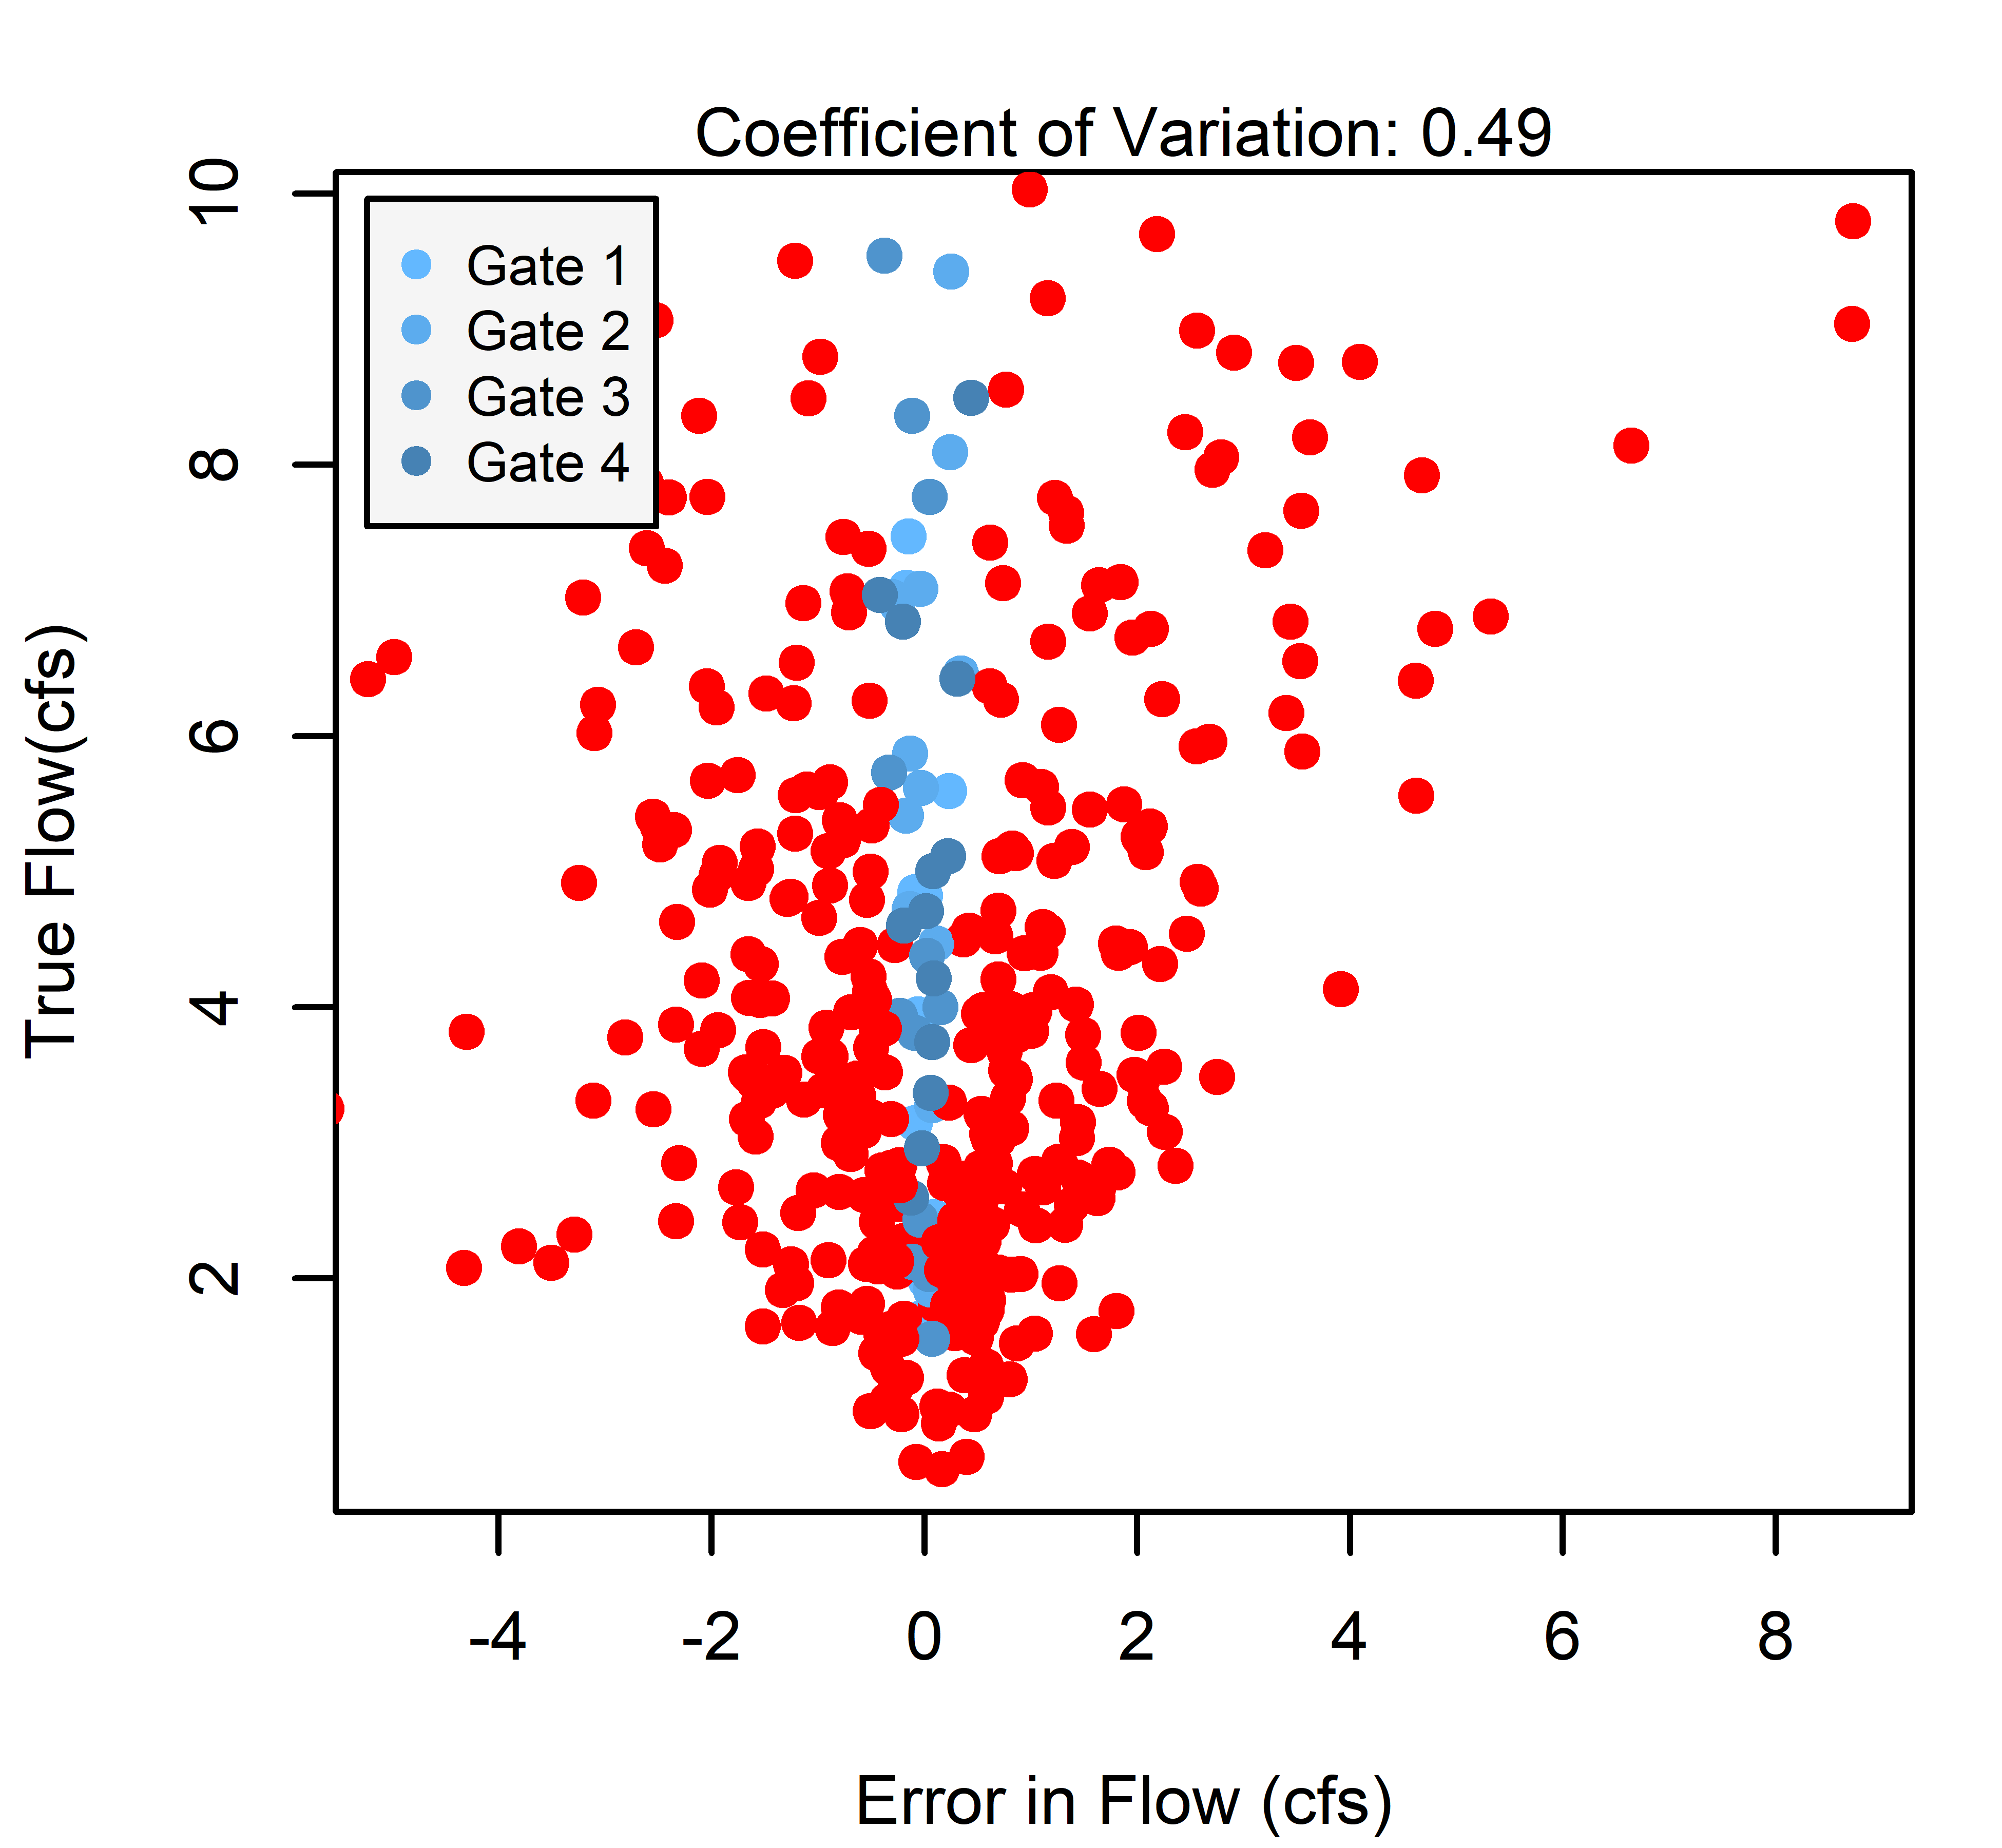 Coefficient of Variation: 0.49
10
8
6
4
2
True Flow(cfs)
Gate 1
Gate 2
Gate 3
Gate 4
-4 -2 0 2 4 6 8
Error in Flow (cfs)